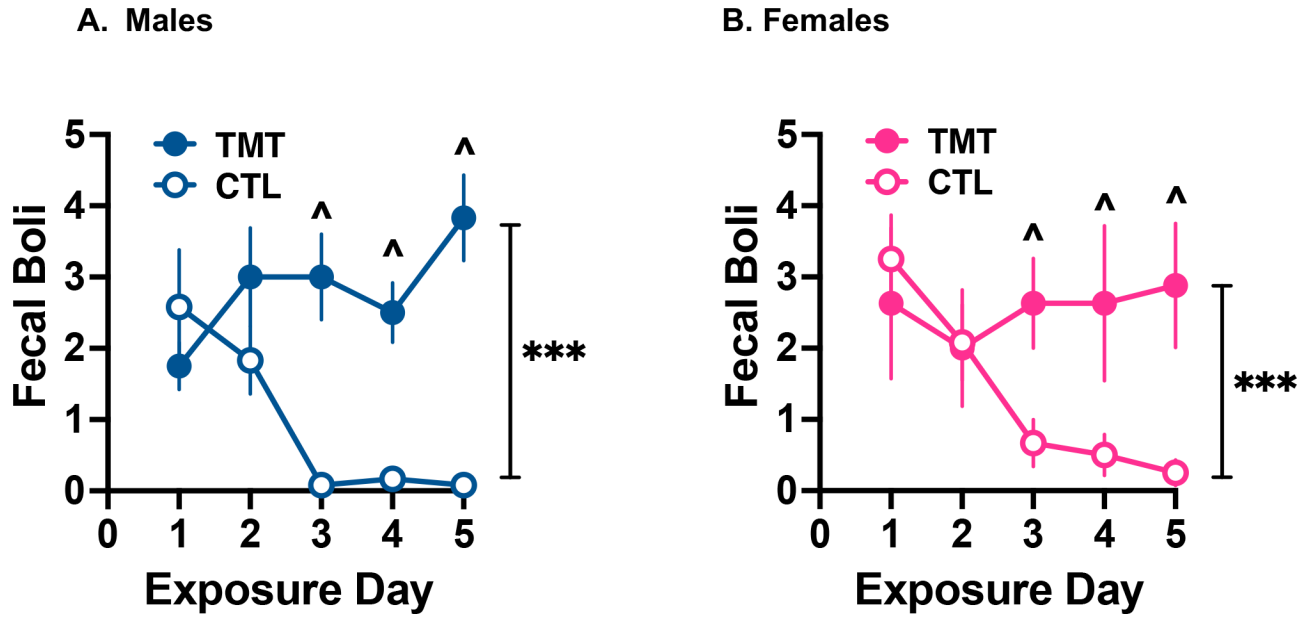 A. Males
5
4
3
2
1
0
TMT
CTL
^
^
^
***
0 1 2 3 4 5
Fecal Boli
Exposure Day
B. Females
5
4
3
2
1
0
TMT
CTL
^
^
^
***
0 1 2 3 4 5
Fecal Boli
Exposure Day